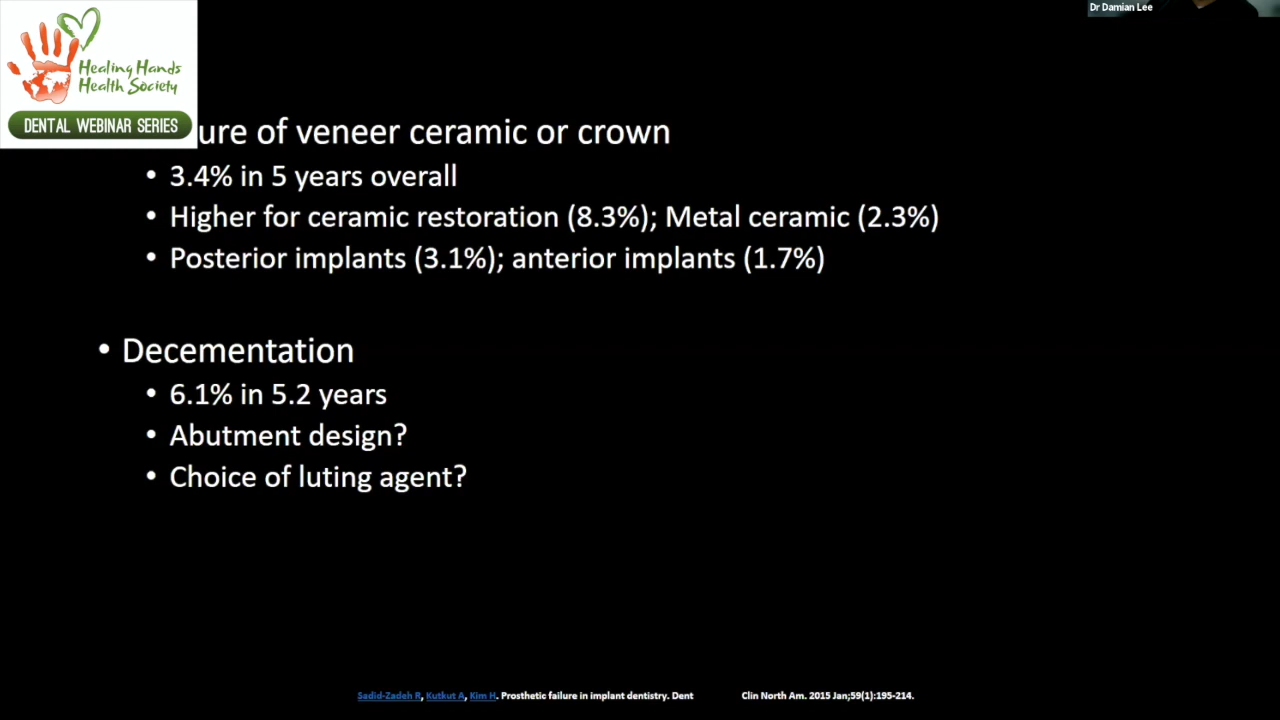 Dr Damian Lee
Healing Hands
Health Society
DENTAL WEBINAR SERIES
ure of veneer ceramic or crown
• 3.4% in 5 years overall
• Higher for ceramic restoration (8.3%); Metal ceramic (2.3%)
• Posterior implants (3.1%); anterior implants (1.7%)
• Decementation
• 6.1% in 5.2 years
• Abutment design?
• Choice of luting agent?
Sadid-Zadeh R, Kutkut A, Kim H. Prosthetic failure in implant dentistry. Dent Clin North Am. 2015 Jan;59(1):195-214.